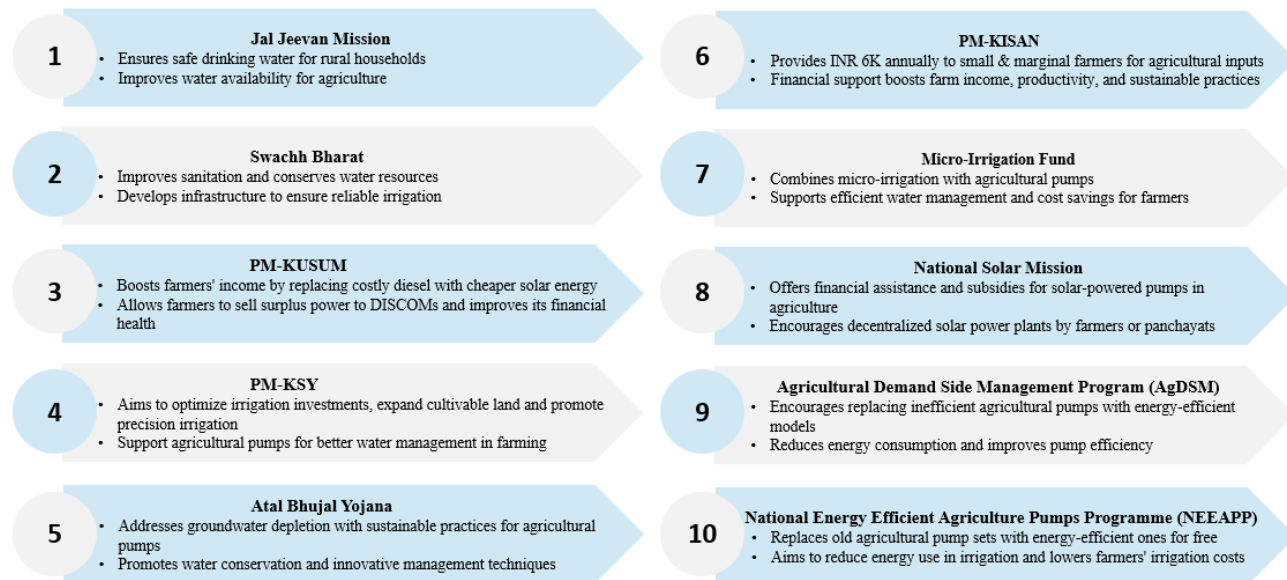 1
Jal Jeevan Mission
• Ensures safe drinking water for rural households
• Improves water availability for agriculture
2
Swachh Bharat
• Improves sanitation and conserves water resources
• Develops infrastructure to ensure reliable irrigation
3
PM-KUSUM
• Boosts farmers' income by replacing costly diesel with cheaper solar energy
• Allows farmers to sell surplus power to DISCOMs and improves its financial
health
4
PM-KSY
• Aims to optimize irrigation investments, expand cultivable land and promote
precision irrigation
• Support agricultural pumps for better water management in farming
5
Atal Bhujal Yojana
• Addresses groundwater depletion with sustainable practices for agricultural
pumps
• Promotes water conservation and innovative management techniques
6
PM-KISAN
• Provides INR 6K annually to small & marginal farmers for agricultural inputs
• Financial support boosts farm income, productivity, and sustainable practices
7
Micro-Irrigation Fund
• Combines micro-irrigation with agricultural pumps
• Supports efficient water management and cost savings for farmers
8
National Solar Mission
• Offers financial assistance and subsidies for solar-powered pumps in
agriculture
• Encourages decentralized solar power plants by farmers or panchayats
9
Agricultural Demand Side Management Program (AgDSM)
• Encourages replacing inefficient agricultural pumps with energy-efficient
models
• Reduces energy consumption and improves pump efficiency
10
National Energy Efficient Agriculture Pumps Programme (NEEAPP)
• Replaces old agricultural pump sets with energy-efficient ones for free
• Aims to reduce energy use in irrigation and lowers farmers' irrigation costs